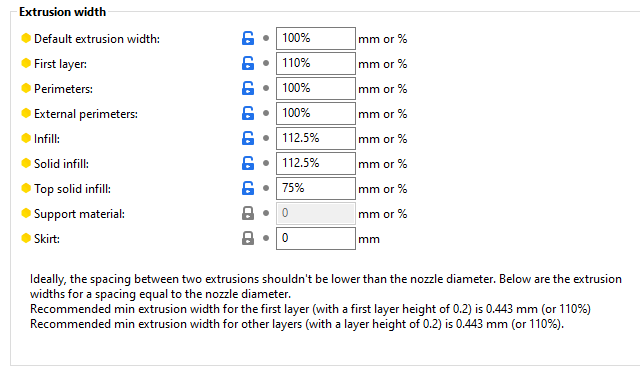 Extrusion width
Default extrusion width: 100% mm or %
First layer: 110% mm or %
Perimeters: 100% mm or %
External perimeters: 100% mm or %
Infill: 112.5% mm or %
Solid infill: 112.5% mm or %
Top solid infill: 75% mm or %
Support material: 0 mm or %
Skirt: 0 mm
Ideally, the spacing between two extrusions shouldn't be lower than the nozzle diameter. Below are the extrusion
widths for a spacing equal to the nozzle diameter.
Recommended min extrusion width for the first layer (with a first layer height of 0.2) is 0.443 mm (or 110%)
Recommended min extrusion width for other layers (with a layer height of 0.2) is 0.443 mm (or 110%).